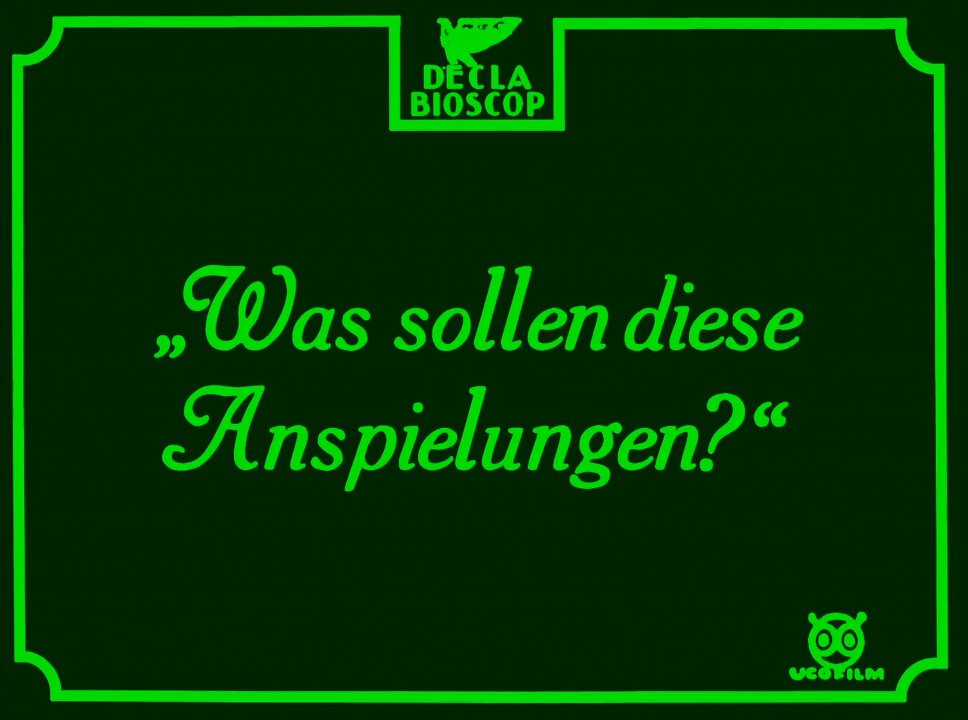 DECLA
BIOSCOP
„Was sollen diese
Anspielungen?“
UCOFILM